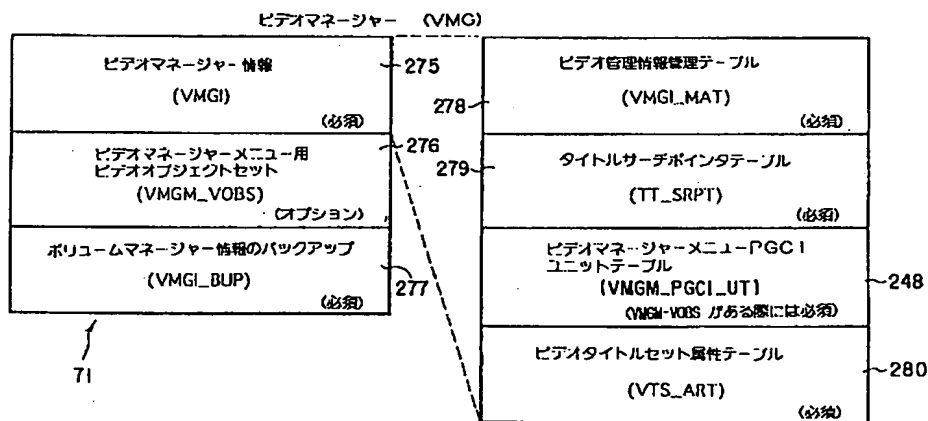 ビデオマネージャー (VMG)
ビデオマネージャー情報
(VMGI)
(必須)
275
ビデオマネージャーメニュー用
ビデオオブジェクトセット
(VMGM_VOBS)
(オプション)
276
ボリュームマネージャー情報のバックアップ
(VMGI_BUP)
(必須)
277
71
ビデオ管理情報管理テーブル
(VMGI_MAT)
(必須)
278
タイトルサーチポインタテーブル
(TT_SRPT)
(必須)
279
ビデオマネージャーメニューPGCI
ユニットテーブル
(VMGM_PGCI_UT)
(VMGM-VOBS がある際には必須)
248
ビデオタイトルセット属性テーブル
(VTS_ART)
(必須)
280